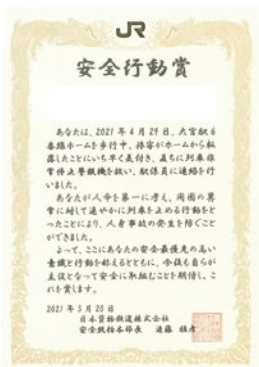 JR
安全行動賞
あなたは、2021年4月29日、大宮駅6
番線ホームを歩行中、旅客がホームから転
落したことにいち早く気付き、直ちに列車非
常停止警報機を扱い、駅係員に連絡を行
いました。
あなたが人命を第一に考え、周囲の異
常に対して速やかに列車を止める行動をと
ったことにより、人身事故の発生を防ぐこと
ができました。
よって、ここにあなたの安全最優先の高い
意識と行動を称えるとともに、今後も自らが
主役となって安全に取組むことを期待し、こ
れを賞します。
2021年5月20日
日本貨物鉄道株式会社
安全統括本部長 遠藤 雅彦